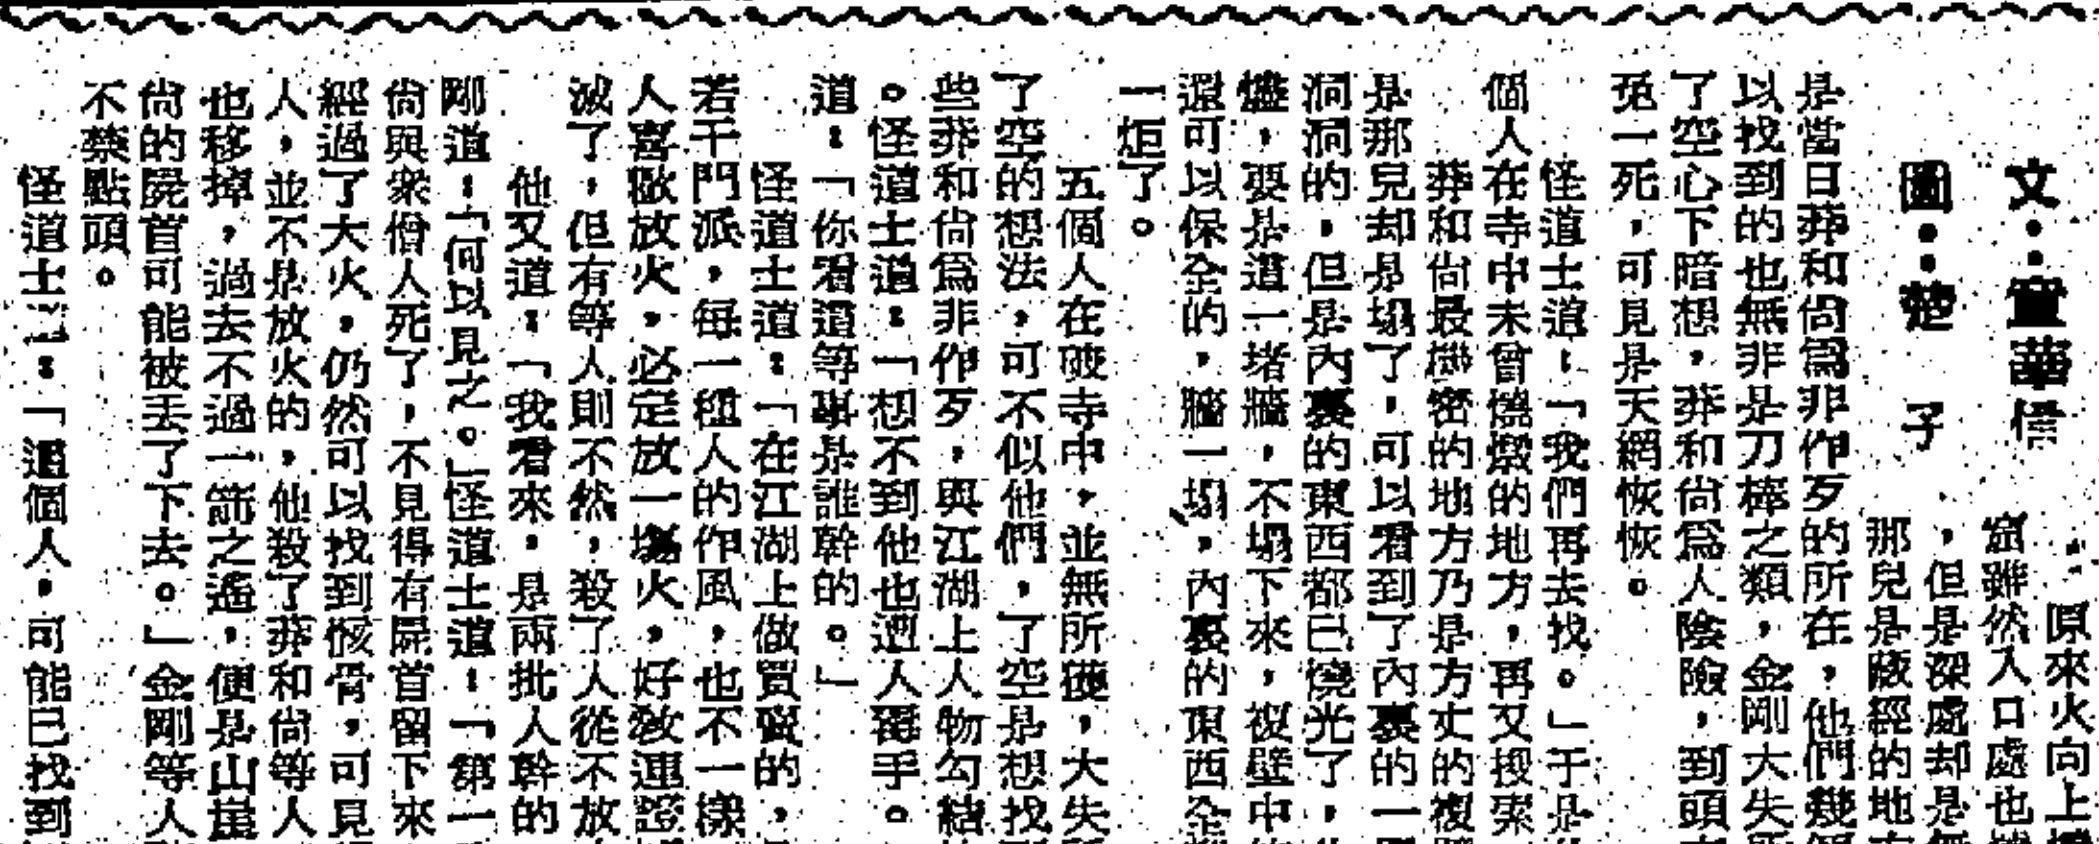 文：童華僑
圖：楚　子
原來火向上
窟雖然入口處也
，但是深處却是
那兒是藏經的地
是當日莽和尚爲非作歹的所在，他們幾個
以找到的也無非是刀棒之類，金剛大失
了空心下暗想，莽和尚爲人陰險，到頭
免一死，可見是天網恢恢。
怪道士道：「我們再去找。」于是
個人在寺中未曾燒燬的地方，再又搜索
莽和尚最機密的地方乃是方丈的複
是那兒却是塌了，可以看到了內裏的一
洞洞的，但是內裏的東西都已燒光了，
燼，要是這一堵牆，不塌下來，複壁中
還可以保全的，牆一塌，內裏的東西全
一炬了。
五個人在破寺中，並無所獲，大失
了空的想法，可不似他們，了空是想找
些莽和尚爲非作歹，與江湖上人物勾結
。怪道士道：「想不到他也遭人毒手。
道：「你看這等事是誰幹的。」
怪道士道：「在江湖上做買賣的，
若干門派，每一種人的作風，也不一樣
人喜歡放火，必定放一塲火，好教連證
滅了，但有等人則不然，殺了人從不放
他又道：「我看來，是兩批人幹的
剛道：「何以見之。」怪道士道：「第一
尚與衆僧人死了，不見得有屍首留下來
經過了大火，仍然可以找到骸骨，可見
人，並不是放火的，他殺了莽和尚等人
也移掉，過去不過一箭之遙，便是山崖
尚的屍首可能被丟了下去。」金剛等人
不禁點頭。
怪道士道：「這個人，可能已找到